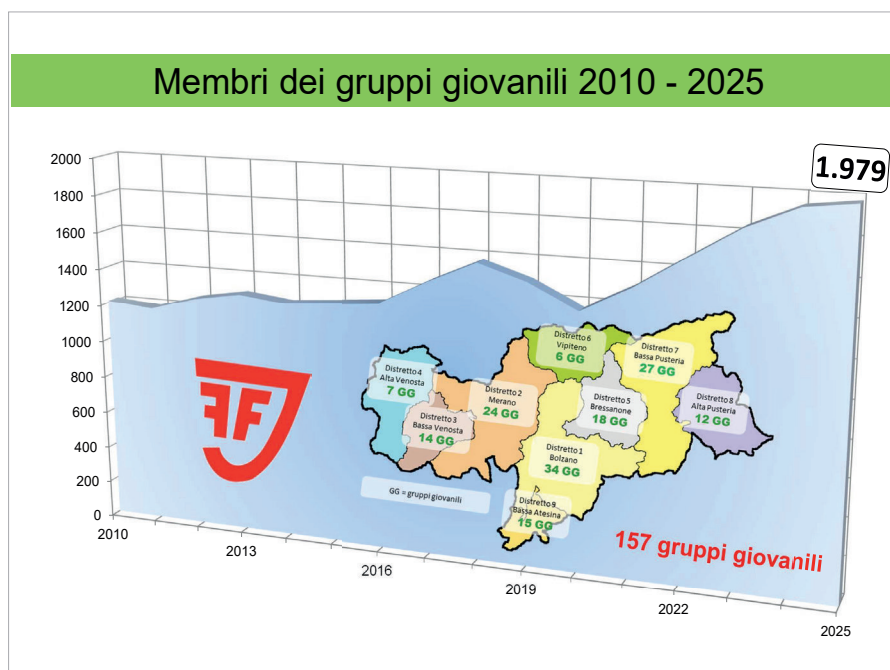 Membri dei gruppi giovanili 2010 - 2025
1.979
2000
1800
1600
1400
1200
1000
800
600
400
200
0
2010
2013
2016
2019
2022
2025
FF
Distretto 4
Alta Venosta
7 GG
Distretto 3
Bassa Venosta
14 GG
Distretto 2
Merano
24 GG
Distretto 6
Vipiteno
6 GG
Distretto 7
Bassa Pusteria
27 GG
Distretto 5
Bressanone
18 GG
Distretto 8
Alta Pusteria
12 GG
Distretto 1
Bolzano
34 GG
Distretto 9
Bassa Atesina
15 GG
GG = gruppi giovanili
157 gruppi giovanili